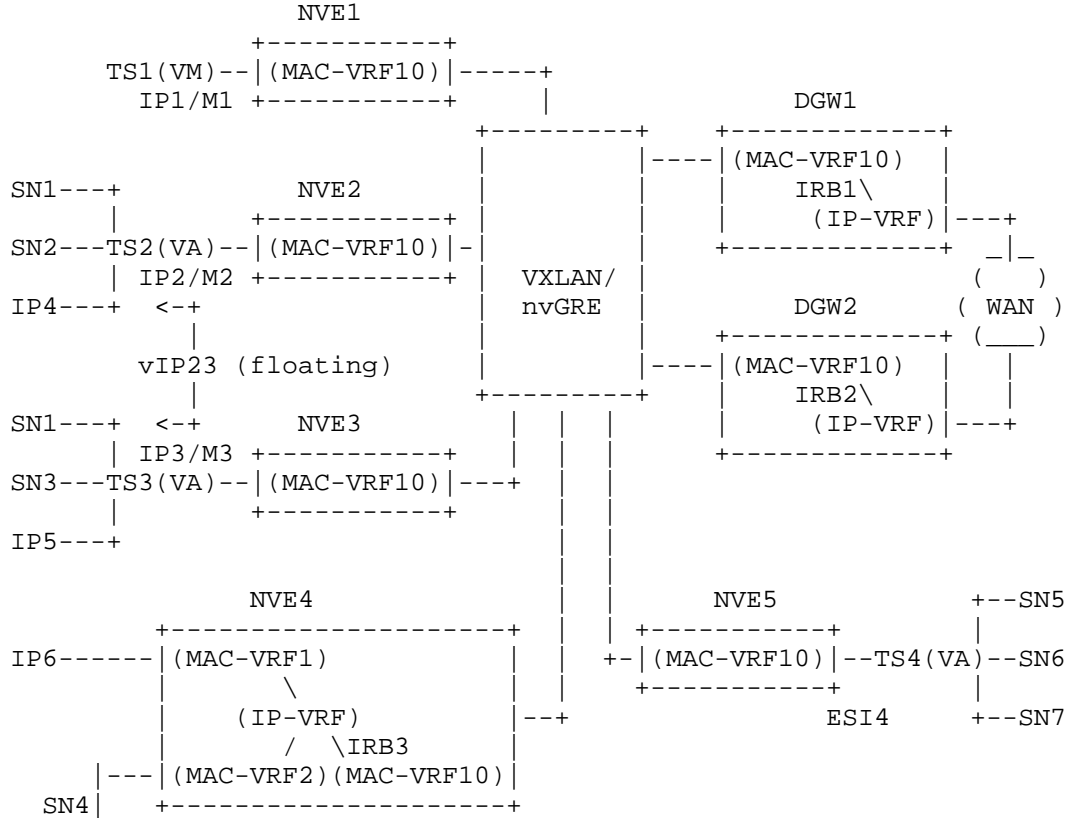 NVE1
TS1(VM)--|(MAC-VRF10)|-----+
IP1/M1 DGW1
(MAC-VRF10)
SN1---+ NVE2 IRB1\
(IP-VRF)|---+
SN2---TS2(VA)--|(MAC-VRF10)|-
IP2/M2 VXLAN/
IP4---+ <-+ nvGRE DGW2 ( WAN )
vIP23 (floating) (MAC-VRF10)
IRB2\
SN1---+ <-+ NVE3 (IP-VRF)|---+
IP3/M3
SN3---TS3(VA)--|(MAC-VRF10)|---+
IP5---+
NVE4 NVE5 +--SN5
IP6------|(MAC-VRF1) +-|(MAC-VRF10)|--TS4(VA)--SN6
(IP-VRF) |--+ ESI4 +--SN7
/ \IRB3
|---|(MAC-VRF2)(MAC-VRF10)|
SN4|